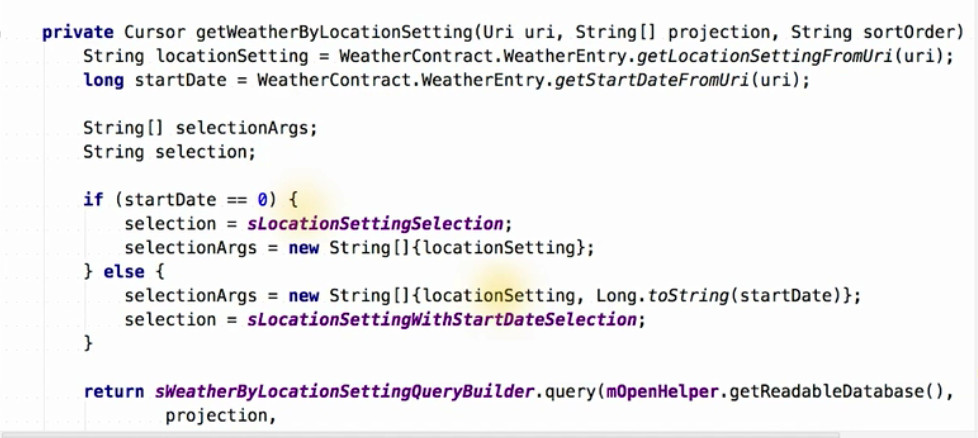 private Cursor getWeatherByLocationSetting(Uri uri, String[] projection, String sortOrder)
String locationSetting = WeatherContract.WeatherEntry.getLocationSettingFromUri(uri);
long startDate = WeatherContract.WeatherEntry.getStartDateFromUri(uri);
String[] selectionArgs;
String selection;
if (startDate == 0) {
selection = sLocationSettingSelection;
selectionArgs = new String[]{locationSetting};
} else {
selectionArgs = new String[]{locationSetting, Long.toString(startDate)};
selection = sLocationSettingWithStartDateSelection;
}
return sWeatherByLocationSettingQueryBuilder.query(mOpenHelper.getReadableDatabase(),
projection,